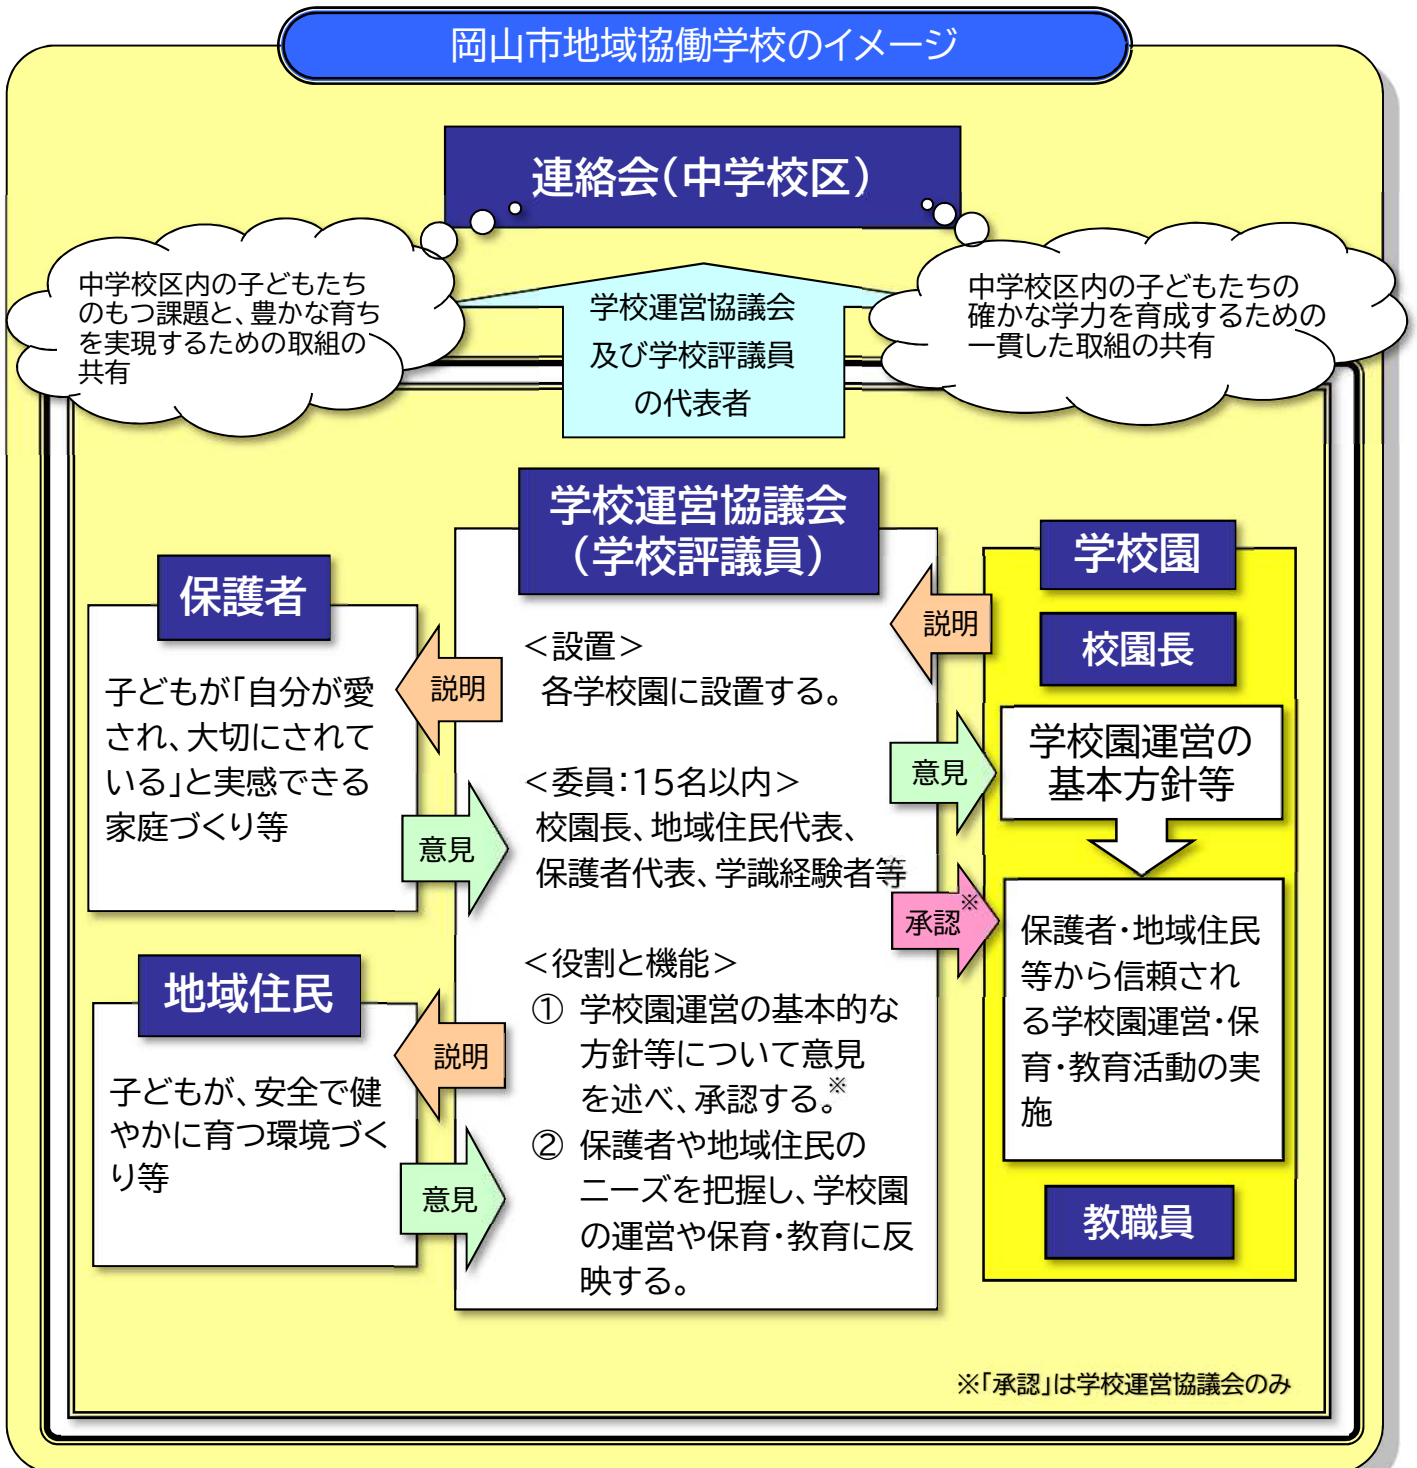 岡山市地域協働学校のイメージ
連絡会(中学校区)
中学校区内の子どもたち
のもつ課題と、豊かな育ち
を実現するための取組の
共有
学校運営協議会
及び学校評議員
の代表者
中学校区内の子どもたちの
確かな学力を育成するための
一貫した取組の共有
保護者
子どもが「自分が愛
され、大切にされて
いる」と実感できる
家庭づくり等
説明
意見
地域住民
子どもが、安全で健
やかに育つ環境づく
り等
説明
意見
学校運営協議会
(学校評議員)
<設置>
各学校園に設置する。
<委員:15名以内>
校園長、地域住民代表、
保護者代表、学識経験者等
<役割と機能>
① 学校園運営の基本的な
方針等について意見
を述べ、承認する。※
② 保護者や地域住民の
ニーズを把握し、学校園
の運営や保育・教育に反
映する。
説明
意見
承認※
学校園
校園長
学校園運営の
基本方針等
保護者・地域住民
等から信頼され
る学校園運営・保
育・教育活動の実
施
教職員
※「承認」は学校運営協議会のみ